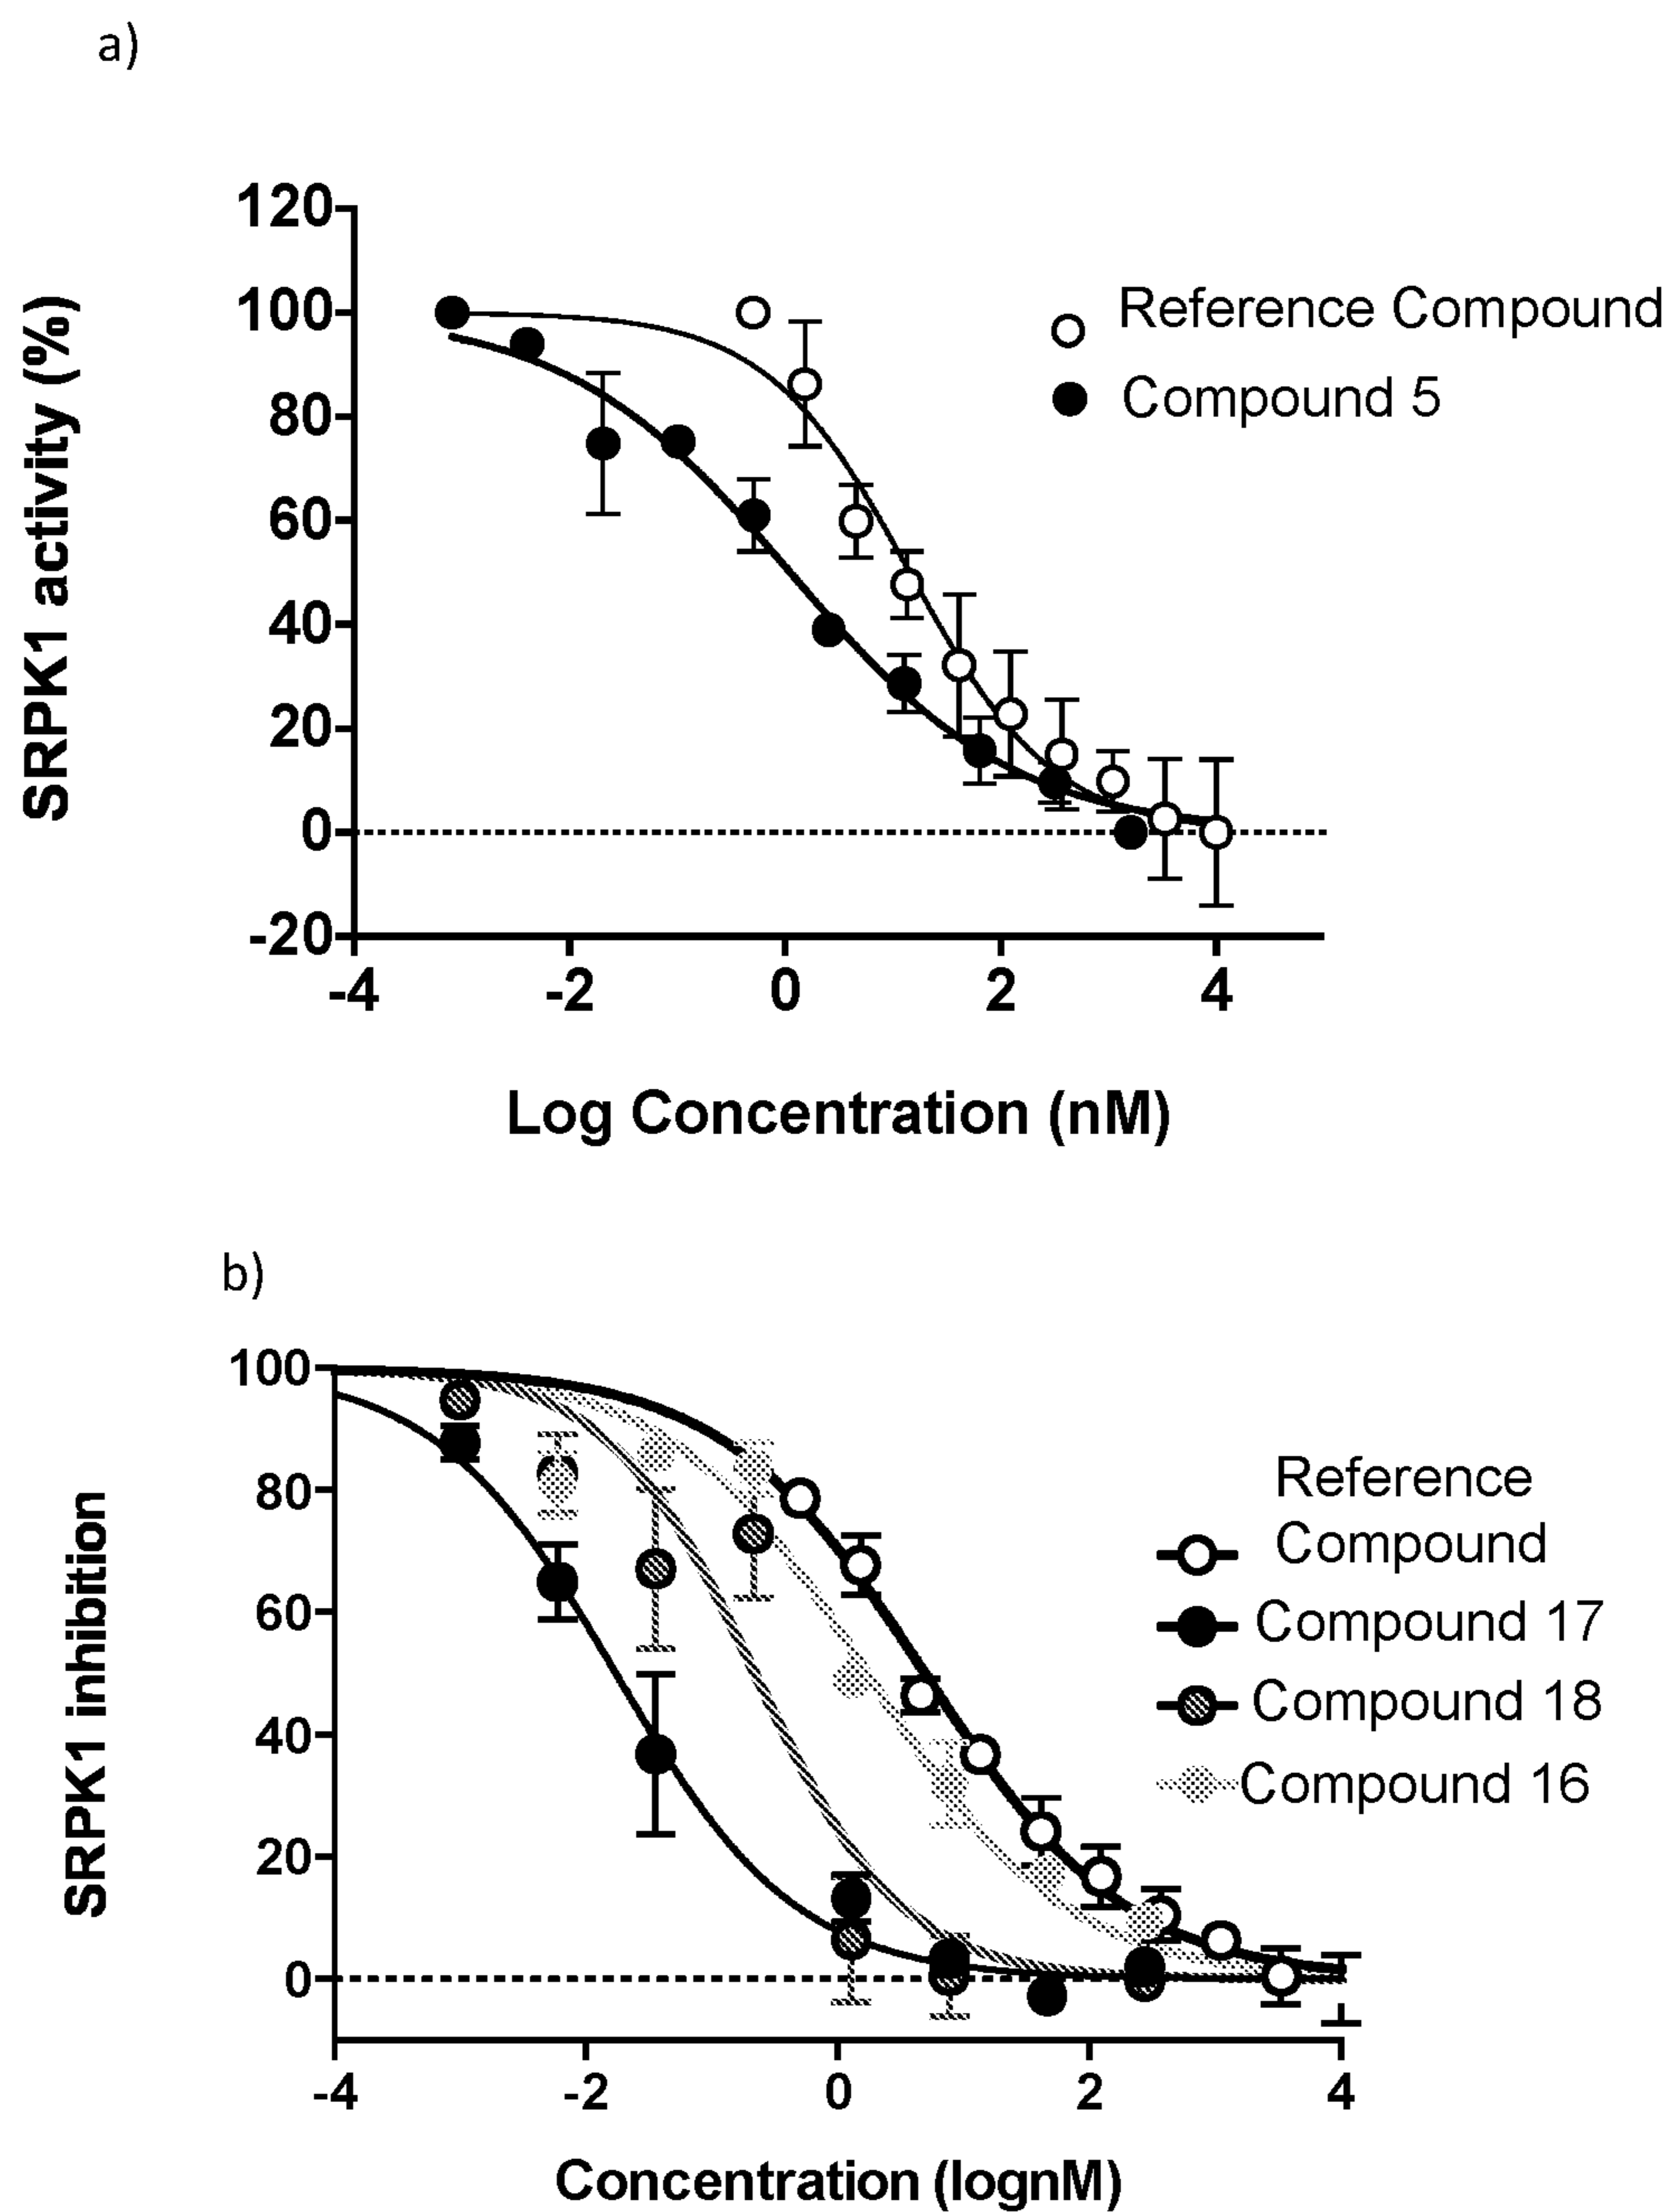 a)
SRPK1 activity (%)
120
100
80
60
40
20
0
-20
-4 -2 0 2 4
Log Concentration (nM)
Reference Compound
Compound 5
b)
SRPK1 inhibition
100
80
60
40
20
0
-4 -2 0 2 4
Concentration (lognM)
Reference
Compound
Compound 17
Compound 18
Compound 16